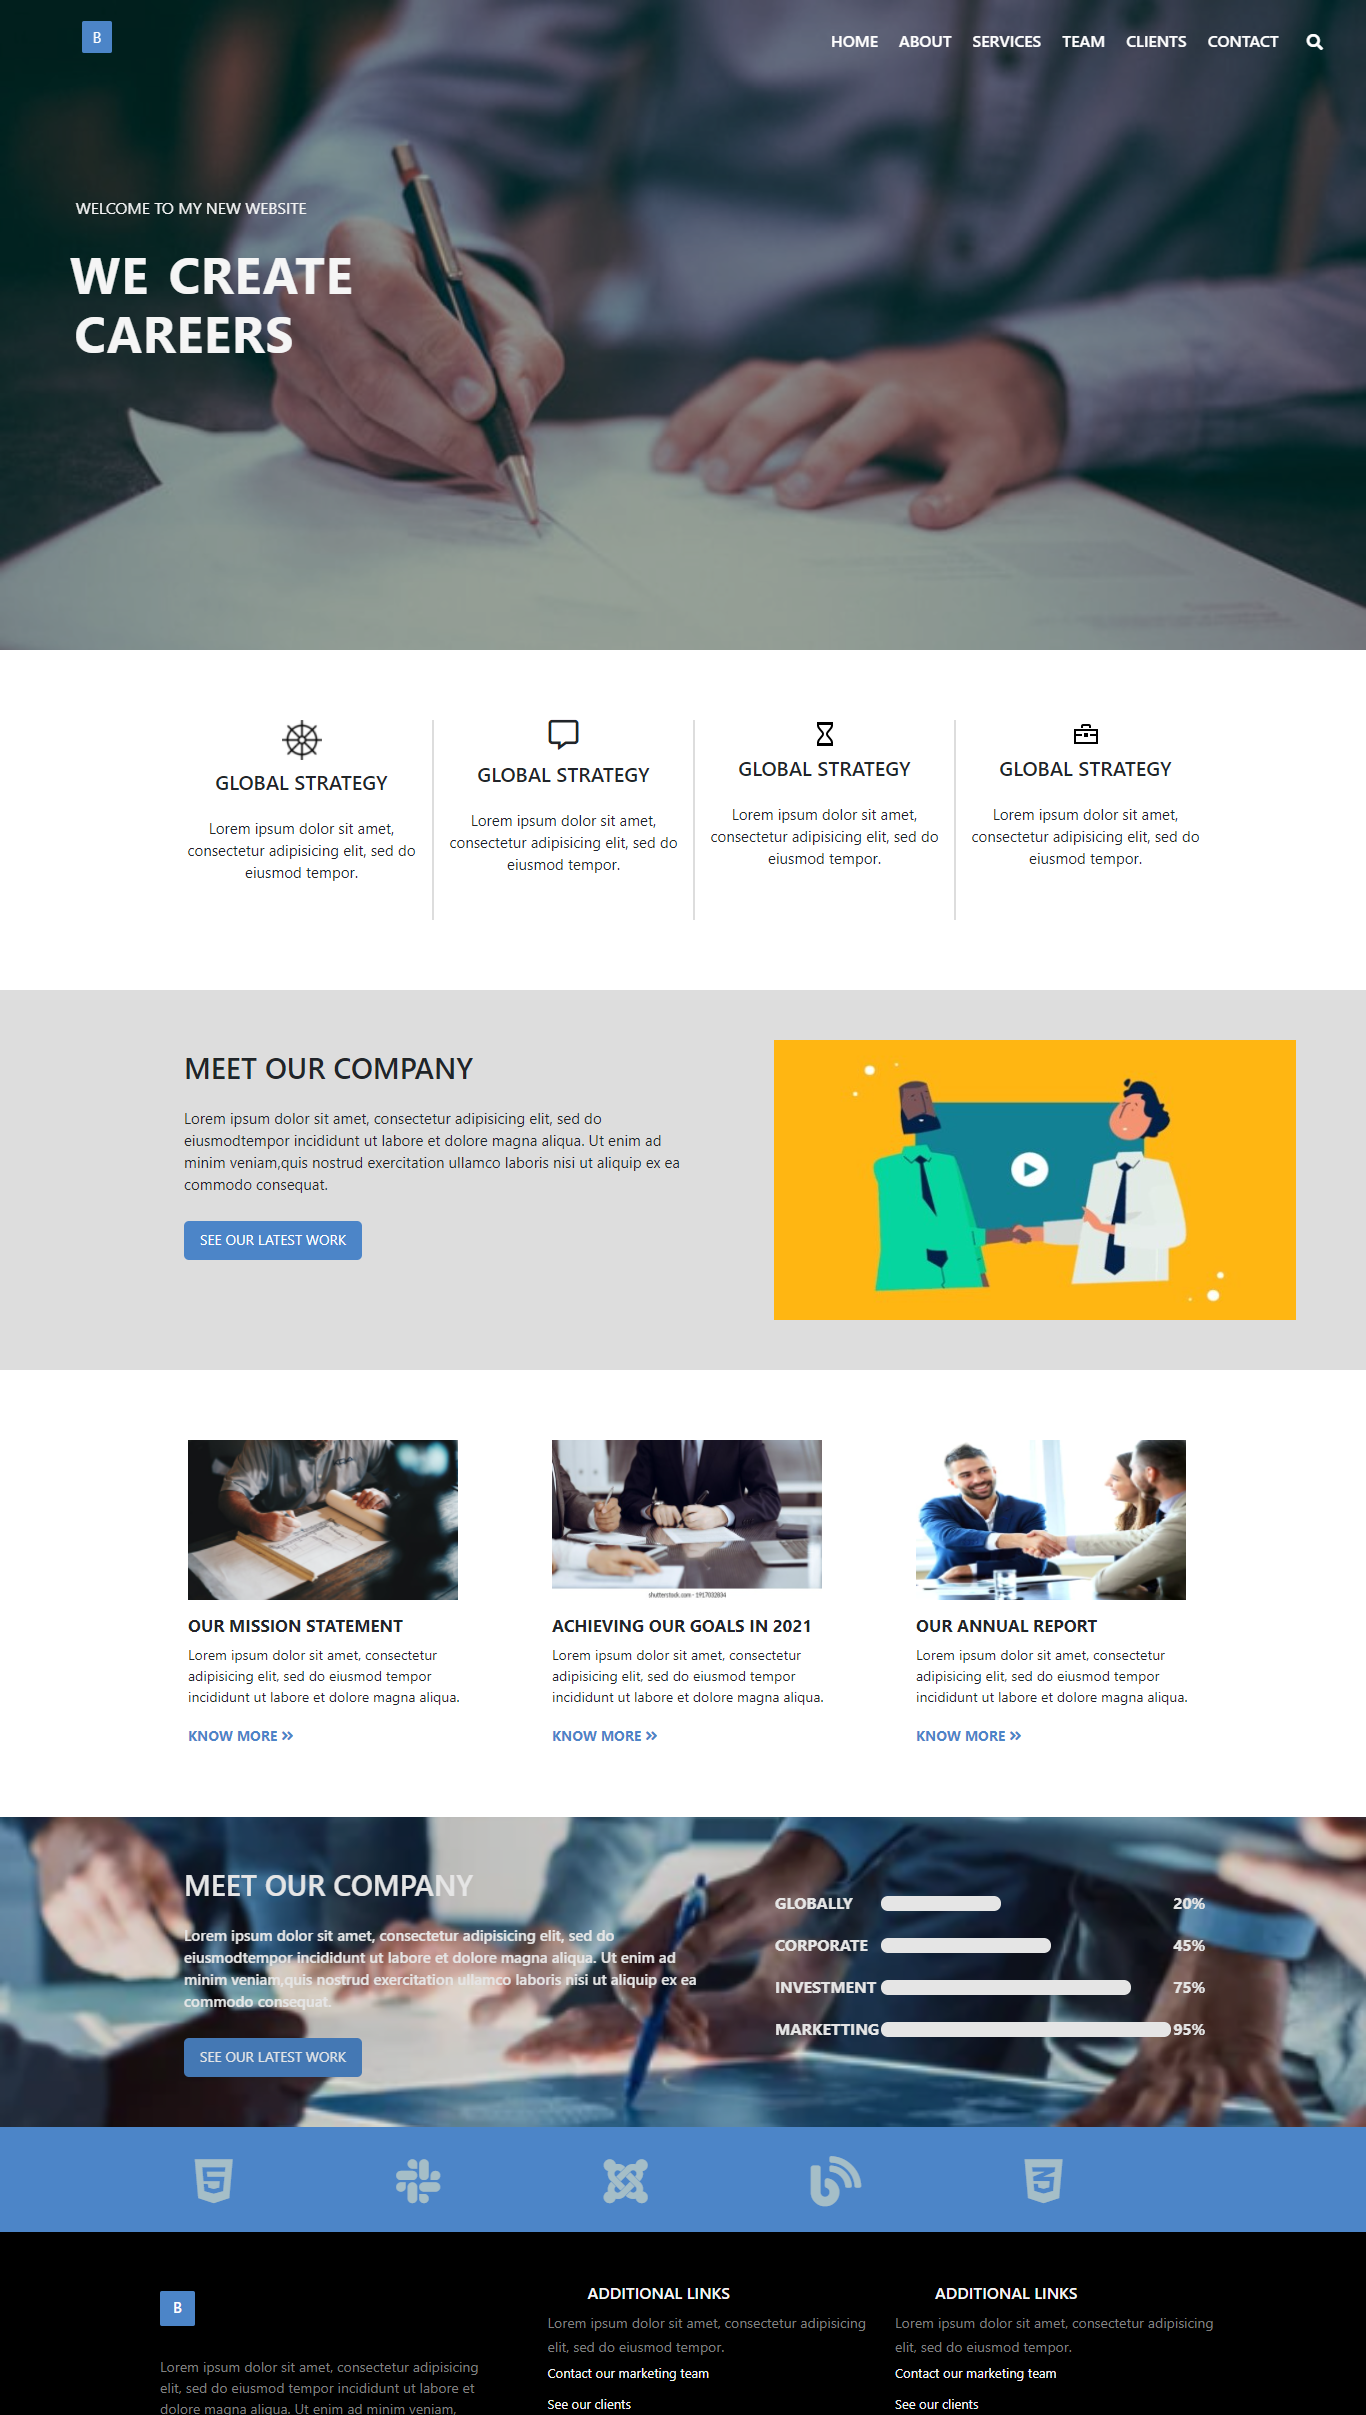 B
HOME ABOUT SERVICES TEAM CLIENTS CONTACT
WELCOME TO MY NEW WEBSITE
WE CREATE
CAREERS
GLOBAL STRATEGY
Lorem ipsum dolor sit amet,
consectetur adipisicing elit, sed do
eiusmod tempor.
GLOBAL STRATEGY
Lorem ipsum dolor sit amet,
consectetur adipisicing elit, sed do
eiusmod tempor.
GLOBAL STRATEGY
Lorem ipsum dolor sit amet,
consectetur adipisicing elit, sed do
eiusmod tempor.
GLOBAL STRATEGY
Lorem ipsum dolor sit amet,
consectetur adipisicing elit, sed do
eiusmod tempor.
MEET OUR COMPANY
Lorem ipsum dolor sit amet, consectetur adipisicing elit, sed do
eiusmodtempor incididunt ut labore et dolore magna aliqua. Ut enim ad
minim veniam,quis nostrud exercitation ullamco laboris nisi ut aliquip ex ea
commodo consequat.
SEE OUR LATEST WORK
OUR MISSION STATEMENT
Lorem ipsum dolor sit amet, consectetur
adipisicing elit, sed do eiusmod tempor
incididunt ut labore et dolore magna aliqua.
KNOW MORE »
shutterstock.com · 1917032834
ACHIEVING OUR GOALS IN 2021
Lorem ipsum dolor sit amet, consectetur
adipisicing elit, sed do eiusmod tempor
incididunt ut labore et dolore magna aliqua.
KNOW MORE »
OUR ANNUAL REPORT
Lorem ipsum dolor sit amet, consectetur
adipisicing elit, sed do eiusmod tempor
incididunt ut labore et dolore magna aliqua.
KNOW MORE »
MEET OUR COMPANY
Lorem ipsum dolor sit amet, consectetur adipisicing elit, sed do
eiusmodtempor incididunt ut labore et dolore magna aliqua. Ut enim ad
minim veniam,quis nostrud exercitation ullamco laboris nisi ut aliquip ex ea
commodo consequat.
SEE OUR LATEST WORK
GLOBALLY 20%
CORPORATE 45%
INVESTMENT 75%
MARKETTING 95%
B
Lorem ipsum dolor sit amet, consectetur adipisicing
elit, sed do eiusmod tempor incididunt ut labore et
dolore magna aliqua. Ut enim ad minim veniam,
ADDITIONAL LINKS
Lorem ipsum dolor sit amet, consectetur adipisicing
elit, sed do eiusmod tempor.
Contact our marketing team
See our clients
ADDITIONAL LINKS
Lorem ipsum dolor sit amet, consectetur adipisicing
elit, sed do eiusmod tempor.
Contact our marketing team
See our clients